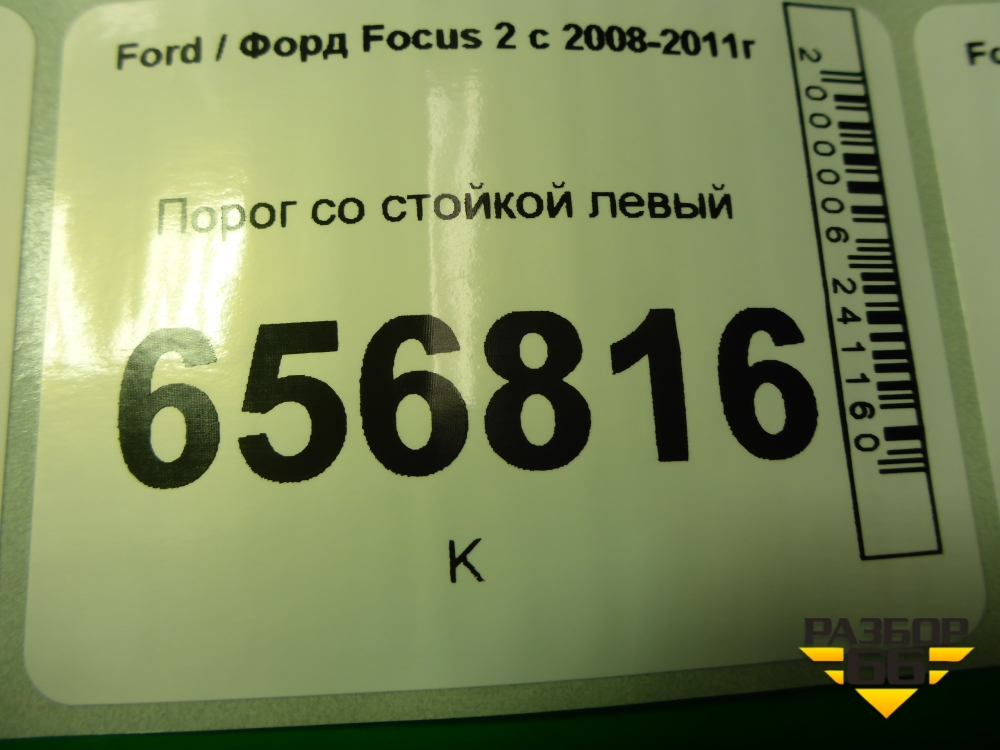 Ford / Форд Focus 2 с 2008-2011г
Порог со стойкой левый
656816
К
2000006241160
РАЗБОР
66